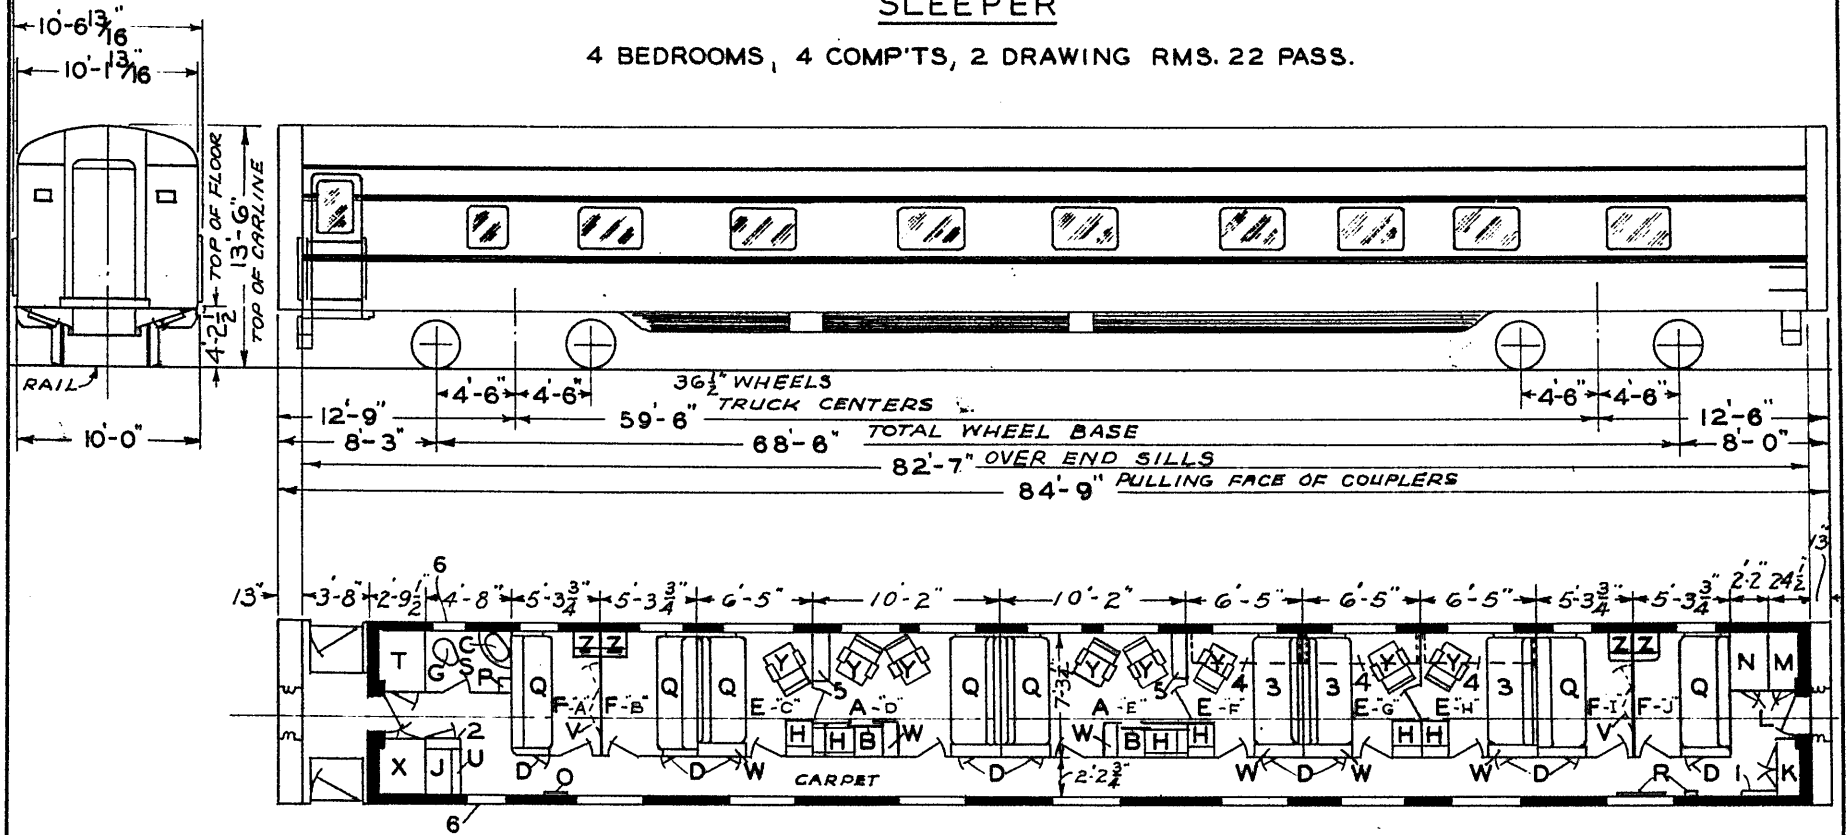 SLEEPER
4 BEDROOMS, 4 COMP'TS, 2 DRAWING RMS. 22 PASS.
10'-6 13/16"
10'-1 13/16"
4'-2 1/2" TOP OF FLOOR
13'-6"
TOP OF CARLINE
RAIL
10'-0"
4'-6" 4'-6" 36 1/2" WHEELS 4'-6" 4'-6"
12'-9" 59'-6" TRUCK CENTERS 12'-6"
8'-3" 68'-6" TOTAL WHEEL BASE 8'-0"
82'-7" OVER END SILLS
84'-9" PULLING FACE OF COUPLERS
13"
6
13" 3'-8" 2'-9 1/2" 4'-8" 5'-3 3/4" 5'-3 3/4" 6'-5" 10'-2" 10'-2" 6'-5" 6'-5" 6'-5" 5'-3 3/4" 5'-3 3/4" 2'-2" 24 1/2"
Z Z Z Z
T G C S P Q Q Q Y Y Y Q Q Y Y Y 3 3 Y Y 3 Q Q N M
5 7'-3 1/4" 5 4 4 4
F-"A" F-"B" E-"C" A-"D" A-"E" E-"F" E-"G" E-"H" F-"I" F-"J"
V V L
2 H H B W W B H H H H
X J U D D W D W D W W D R D 1 K
O CARPET 2'-2 3/4"
6